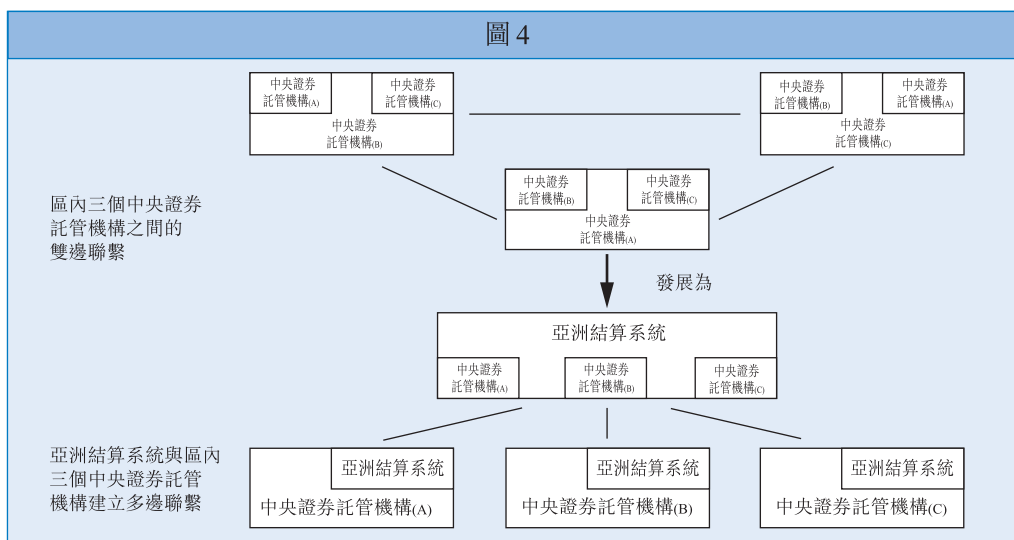 圖 4
中央證券
託管機構(A)
中央證券
託管機構(C)
中央證券
託管機構(B)
中央證券
託管機構(B)
中央證券
託管機構(A)
中央證券
託管機構(C)
區內三個中央證券
託管機構之間的
雙邊聯繫
中央證券
託管機構(B)
中央證券
託管機構(C)
中央證券
託管機構(A)
發展為
亞洲結算系統
中央證券
託管機構(A)
中央證券
託管機構(B)
中央證券
託管機構(C)
亞洲結算系統與區內
三個中央證券託管
機構建立多邊聯繫
亞洲結算系統
中央證券託管機構(A)
亞洲結算系統
中央證券託管機構(B)
亞洲結算系統
中央證券託管機構(C)